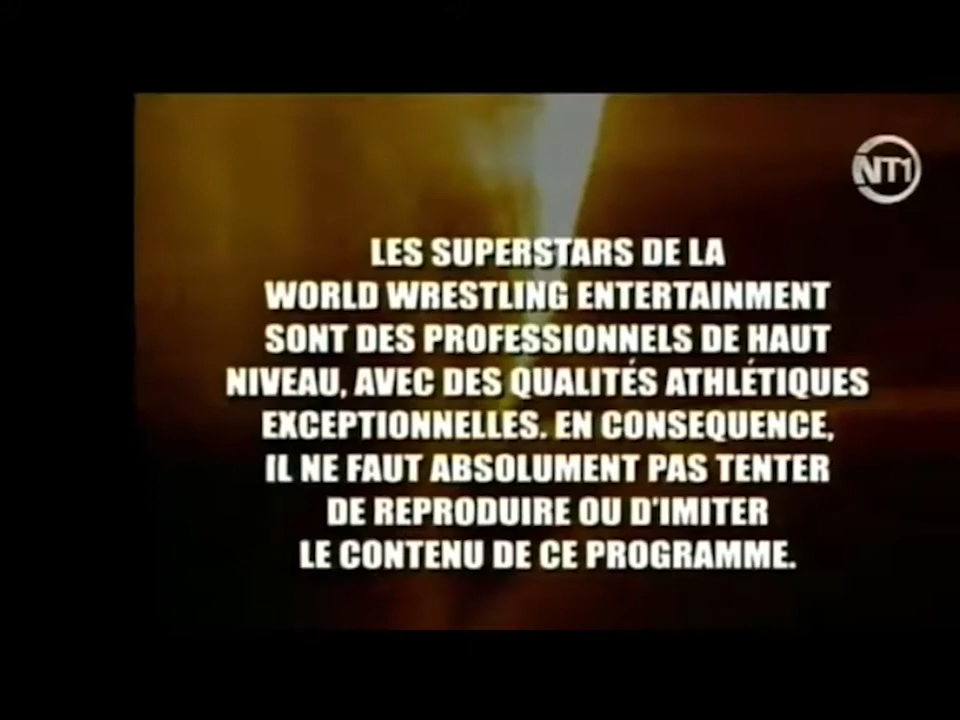 NT1
LES SUPERSTARS DE LA
WORLD WRESTLING ENTERTAINMENT
SONT DES PROFESSIONNELS DE HAUT
NIVEAU, AVEC DES QUALITÉS ATHLÉTIQUES
EXCEPTIONNELLES. EN CONSEQUENCE,
IL NE FAUT ABSOLUMENT PAS TENTER
DE REPRODUIRE OU D'IMITER
LE CONTENU DE CE PROGRAMME.